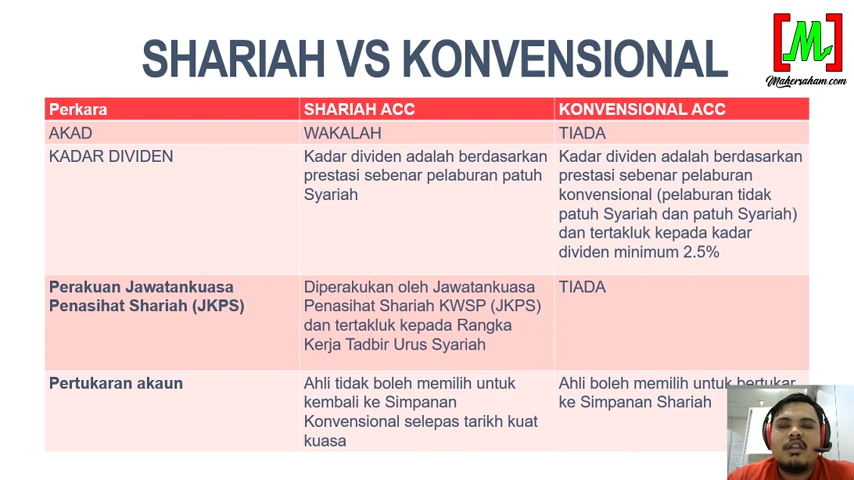 SHARIAH VS KONVENSIONAL
[M]
Mahersaham.com
Perkara
SHARIAH ACC
KONVENSIONAL ACC
AKAD
WAKALAH
TIADA
KADAR DIVIDEN
Kadar dividen adalah berdasarkan
prestasi sebenar pelaburan patuh
Syariah
Kadar dividen adalah berdasarkan
prestasi sebenar pelaburan
konvensional (pelaburan tidak
patuh Syariah dan patuh Syariah)
dan tertakluk kepada kadar
dividen minimum 2.5%
Perakuan Jawatankuasa
Penasihat Shariah (JKPS)
Diperakukan oleh Jawatankuasa
Penasihat Shariah KWSP (JKPS)
dan tertakluk kepada Rangka
Kerja Tadbir Urus Syariah
TIADA
Pertukaran akaun
Ahli tidak boleh memilih untuk
kembali ke Simpanan
Konvensional selepas tarikh kuat
kuasa
Ahli boleh memilih untuk bertukar
ke Simpanan Shariah